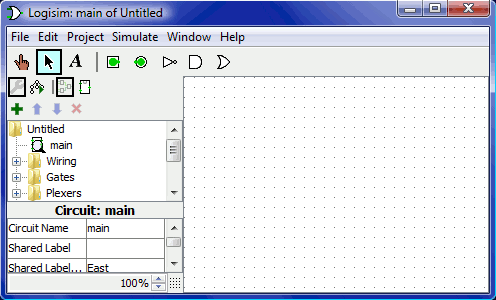 Logisim: main of Untitled
File Edit Project Simulate Window Help
A
Untitled
main
Wiring
Gates
Plexers
Circuit: main
Circuit Name main
Shared Label
Shared Label... East
100%